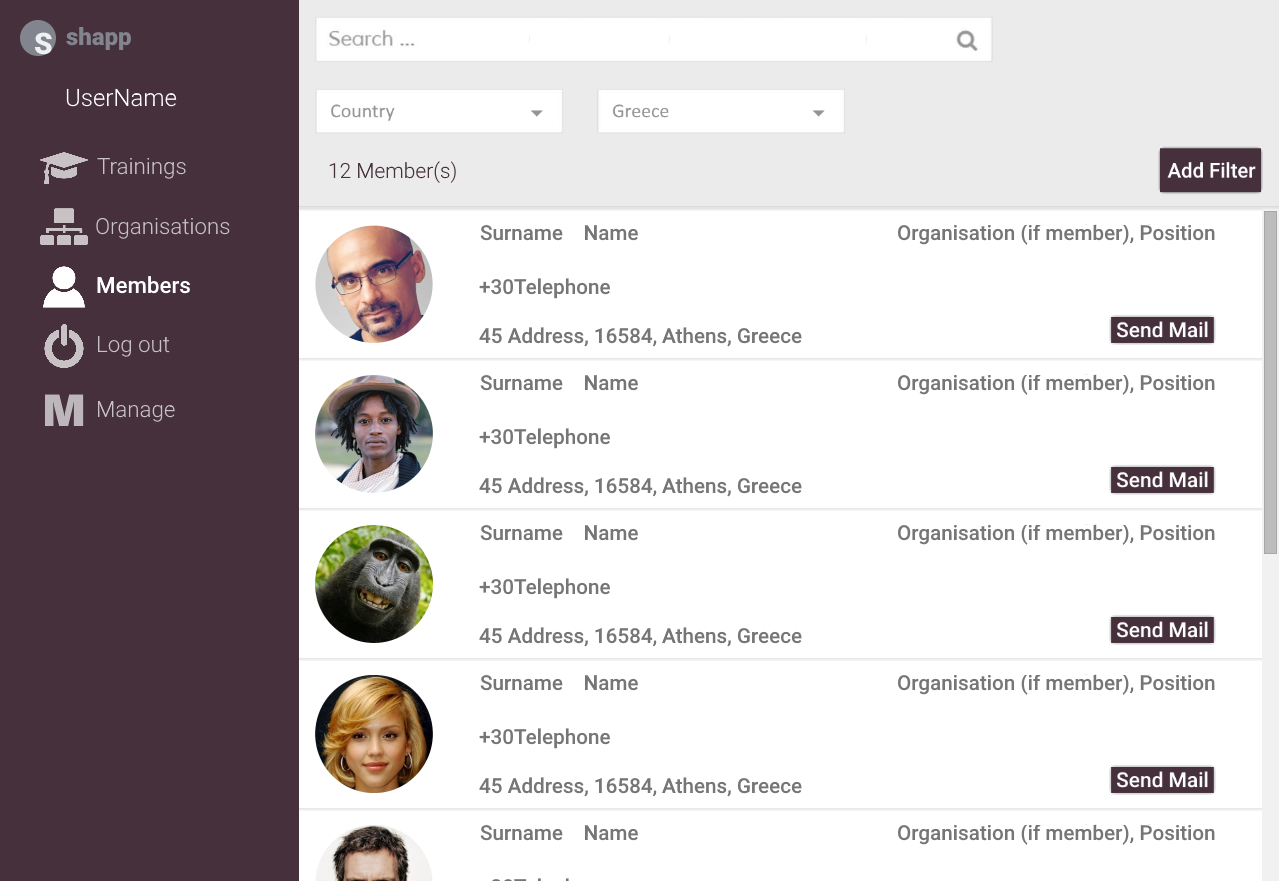 S shapp
UserName
Trainings
Organisations
Members
Log out
M Manage
Search ...
Country
Greece
12 Member(s)
Add Filter
Surname Name
Organisation (if member), Position
+30Telephone
45 Address, 16584, Athens, Greece
Send Mail
Surname Name
Organisation (if member), Position
+30Telephone
45 Address, 16584, Athens, Greece
Send Mail
Surname Name
Organisation (if member), Position
+30Telephone
45 Address, 16584, Athens, Greece
Send Mail
Surname Name
Organisation (if member), Position
+30Telephone
45 Address, 16584, Athens, Greece
Send Mail
Surname Name
Organisation (if member), Position